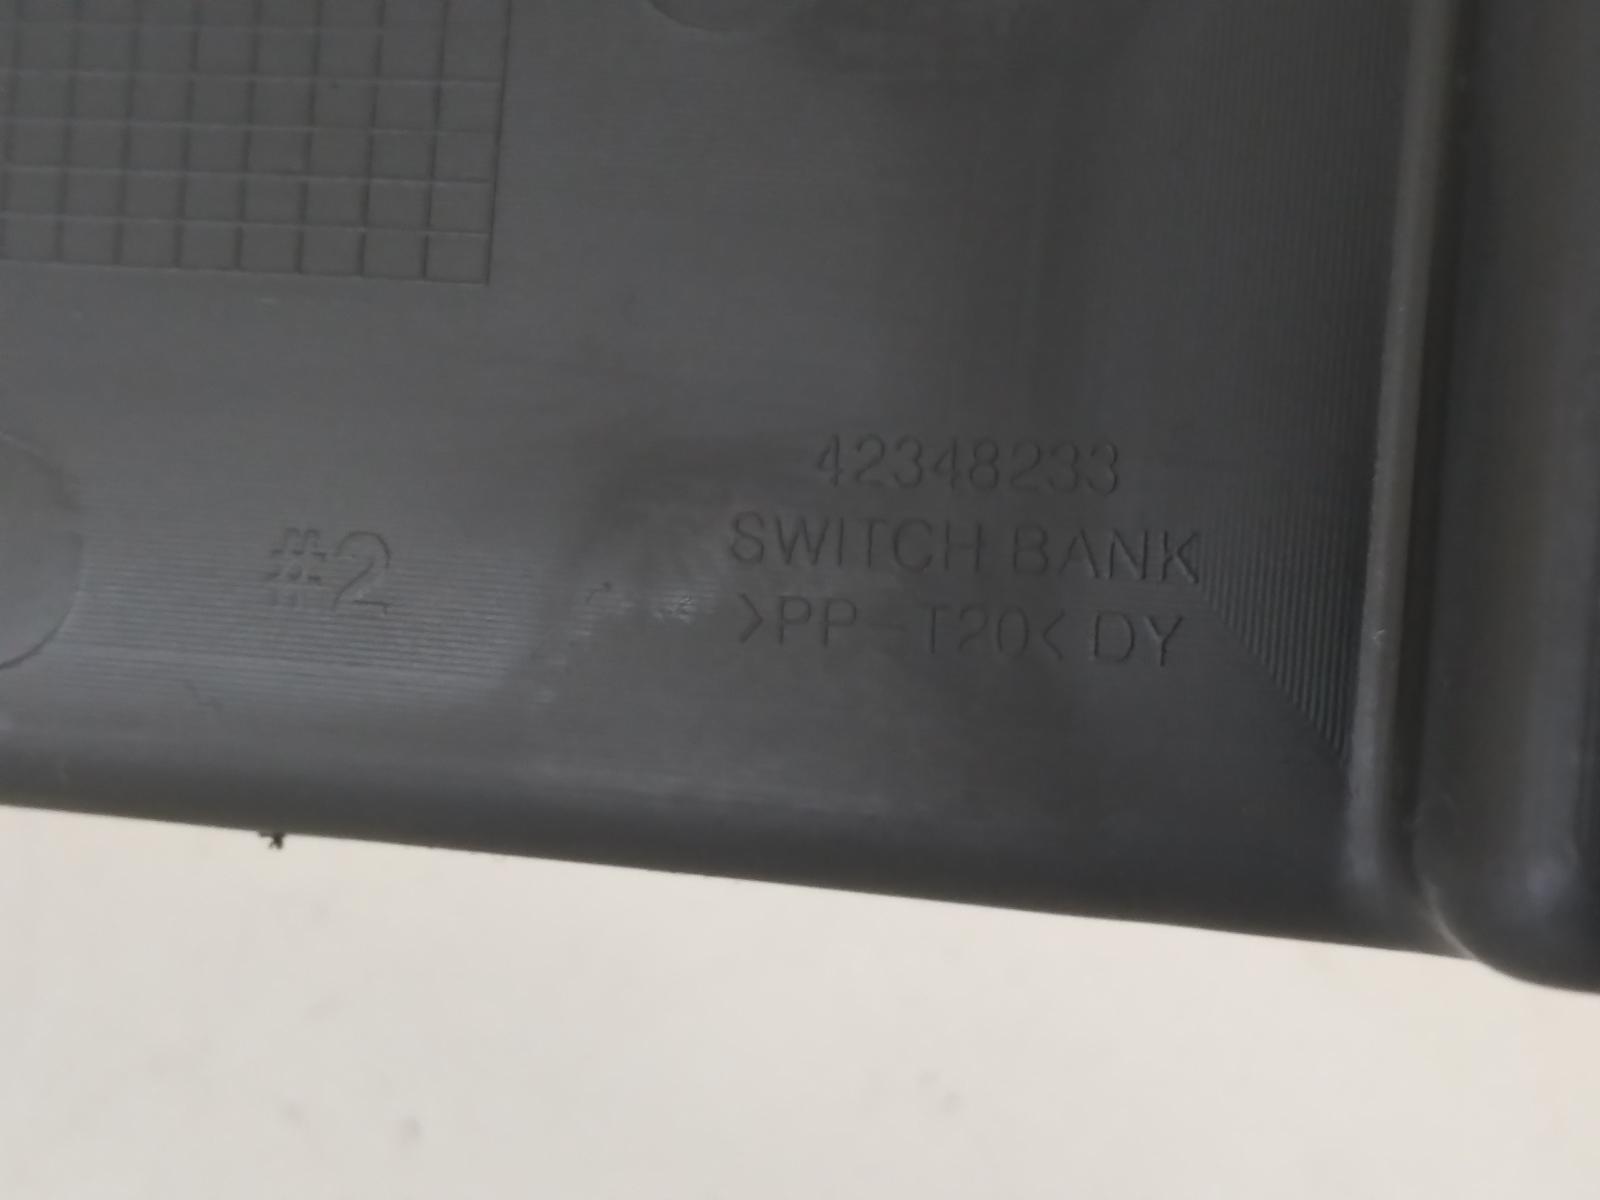 42348233
SWITCH BANK
#2
>PP-T20< DY